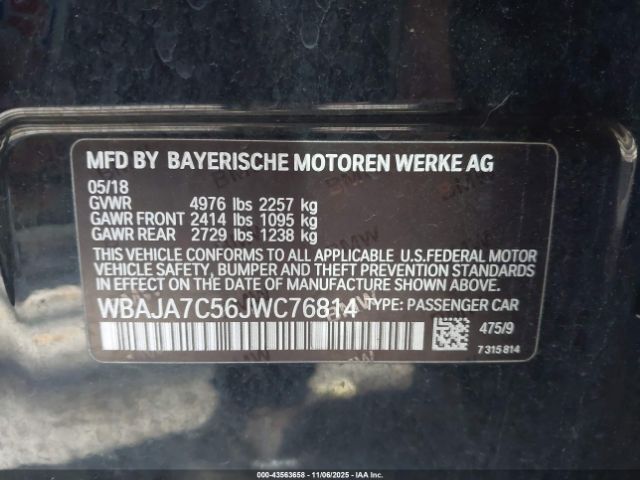 MFD BY BAYERISCHE MOTOREN WERKE AG
05/18
GVWR 4976 lbs 2257 kg
GAWR FRONT 2414 lbs 1095 kg
GAWR REAR 2729 lbs 1238 kg
THIS VEHICLE CONFORMS TO ALL APPLICABLE U.S.FEDERAL MOTOR
VEHICLE SAFETY, BUMPER AND THEFT PREVENTION STANDARDS
IN EFFECT ON THE DATE OF MANUFACTURE SHOWN ABOVE.
WBAJA7C56JWC76814 TYPE: PASSENGER CAR
475/9
7315814
000-43563658 - 11/06/2025 - IAA Inc.